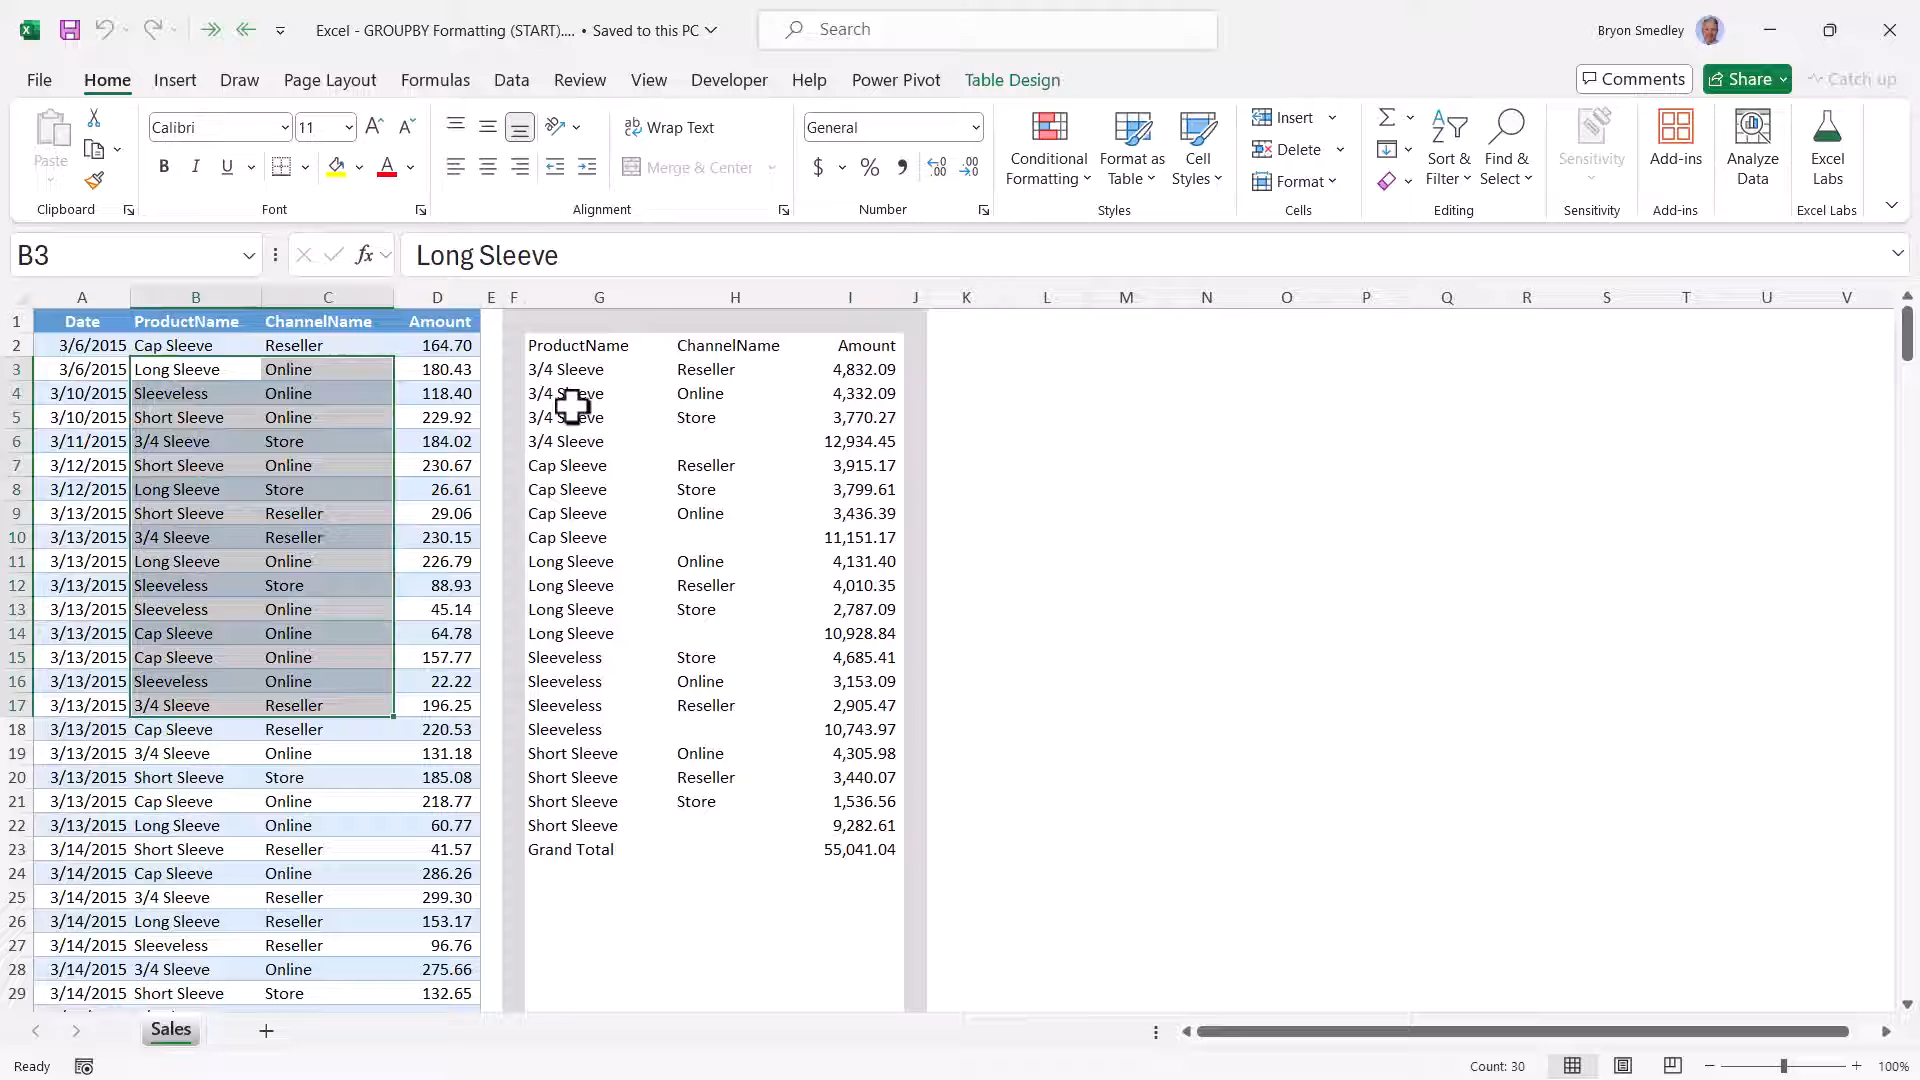 Excel - GROUPBY Formatting (START).... • Saved to this PC
Search
Bryon Smedley
File Home Insert Draw Page Layout Formulas Data Review View Developer Help Power Pivot Table Design
Comments Share Catch up
Paste
Clipboard
Calibri 11
B I U A
Font
Wrap Text
Merge & Center
Alignment
General
$ % 9
Number
Conditional Formatting
Format as Table
Cell Styles
Styles
Insert
Delete
Format
Cells
Sort & Filter
Find & Select
Editing
Sensitivity
Sensitivity
Add-ins
Add-ins
Analyze Data
Excel Labs
Excel Labs
B3 fx Long Sleeve
A B C D E F G H I J K L M N O P Q R S T U V
1 Date ProductName ChannelName Amount
2 3/6/2015 Cap Sleeve Reseller 164.70 ProductName ChannelName Amount
3 3/6/2015 Long Sleeve Online 180.43 3/4 Sleeve Reseller 4,832.09
4 3/10/2015 Sleeveless Online 118.40 3/4 Sleeve Online 4,332.09
5 3/10/2015 Short Sleeve Online 229.92 3/4 Sleeve Store 3,770.27
6 3/11/2015 3/4 Sleeve Store 184.02 3/4 Sleeve 12,934.45
7 3/12/2015 Short Sleeve Online 230.67 Cap Sleeve Reseller 3,915.17
8 3/12/2015 Long Sleeve Store 26.61 Cap Sleeve Store 3,799.61
9 3/13/2015 Short Sleeve Reseller 29.06 Cap Sleeve Online 3,436.39
10 3/13/2015 3/4 Sleeve Reseller 230.15 Cap Sleeve 11,151.17
11 3/13/2015 Long Sleeve Online 226.79 Long Sleeve Online 4,131.40
12 3/13/2015 Sleeveless Store 88.93 Long Sleeve Reseller 4,010.35
13 3/13/2015 Sleeveless Online 45.14 Long Sleeve Store 2,787.09
14 3/13/2015 Cap Sleeve Online 64.78 Long Sleeve 10,928.84
15 3/13/2015 Cap Sleeve Online 157.77 Sleeveless Store 4,685.41
16 3/13/2015 Sleeveless Online 22.22 Sleeveless Online 3,153.09
17 3/13/2015 3/4 Sleeve Reseller 196.25 Sleeveless Reseller 2,905.47
18 3/13/2015 Cap Sleeve Reseller 220.53 Sleeveless 10,743.97
19 3/13/2015 3/4 Sleeve Online 131.18 Short Sleeve Online 4,305.98
20 3/13/2015 Short Sleeve Store 185.08 Short Sleeve Reseller 3,440.07
21 3/13/2015 Cap Sleeve Online 218.77 Short Sleeve Store 1,536.56
22 3/13/2015 Long Sleeve Online 60.77 Short Sleeve 9,282.61
23 3/14/2015 Short Sleeve Reseller 41.57 Grand Total 55,041.04
24 3/14/2015 Cap Sleeve Online 286.26
25 3/14/2015 3/4 Sleeve Reseller 299.30
26 3/14/2015 Long Sleeve Reseller 153.17
27 3/14/2015 Sleeveless Reseller 96.76
28 3/14/2015 3/4 Sleeve Online 275.66
29 3/14/2015 Short Sleeve Store 132.65
Sales
Ready Count: 30 100%